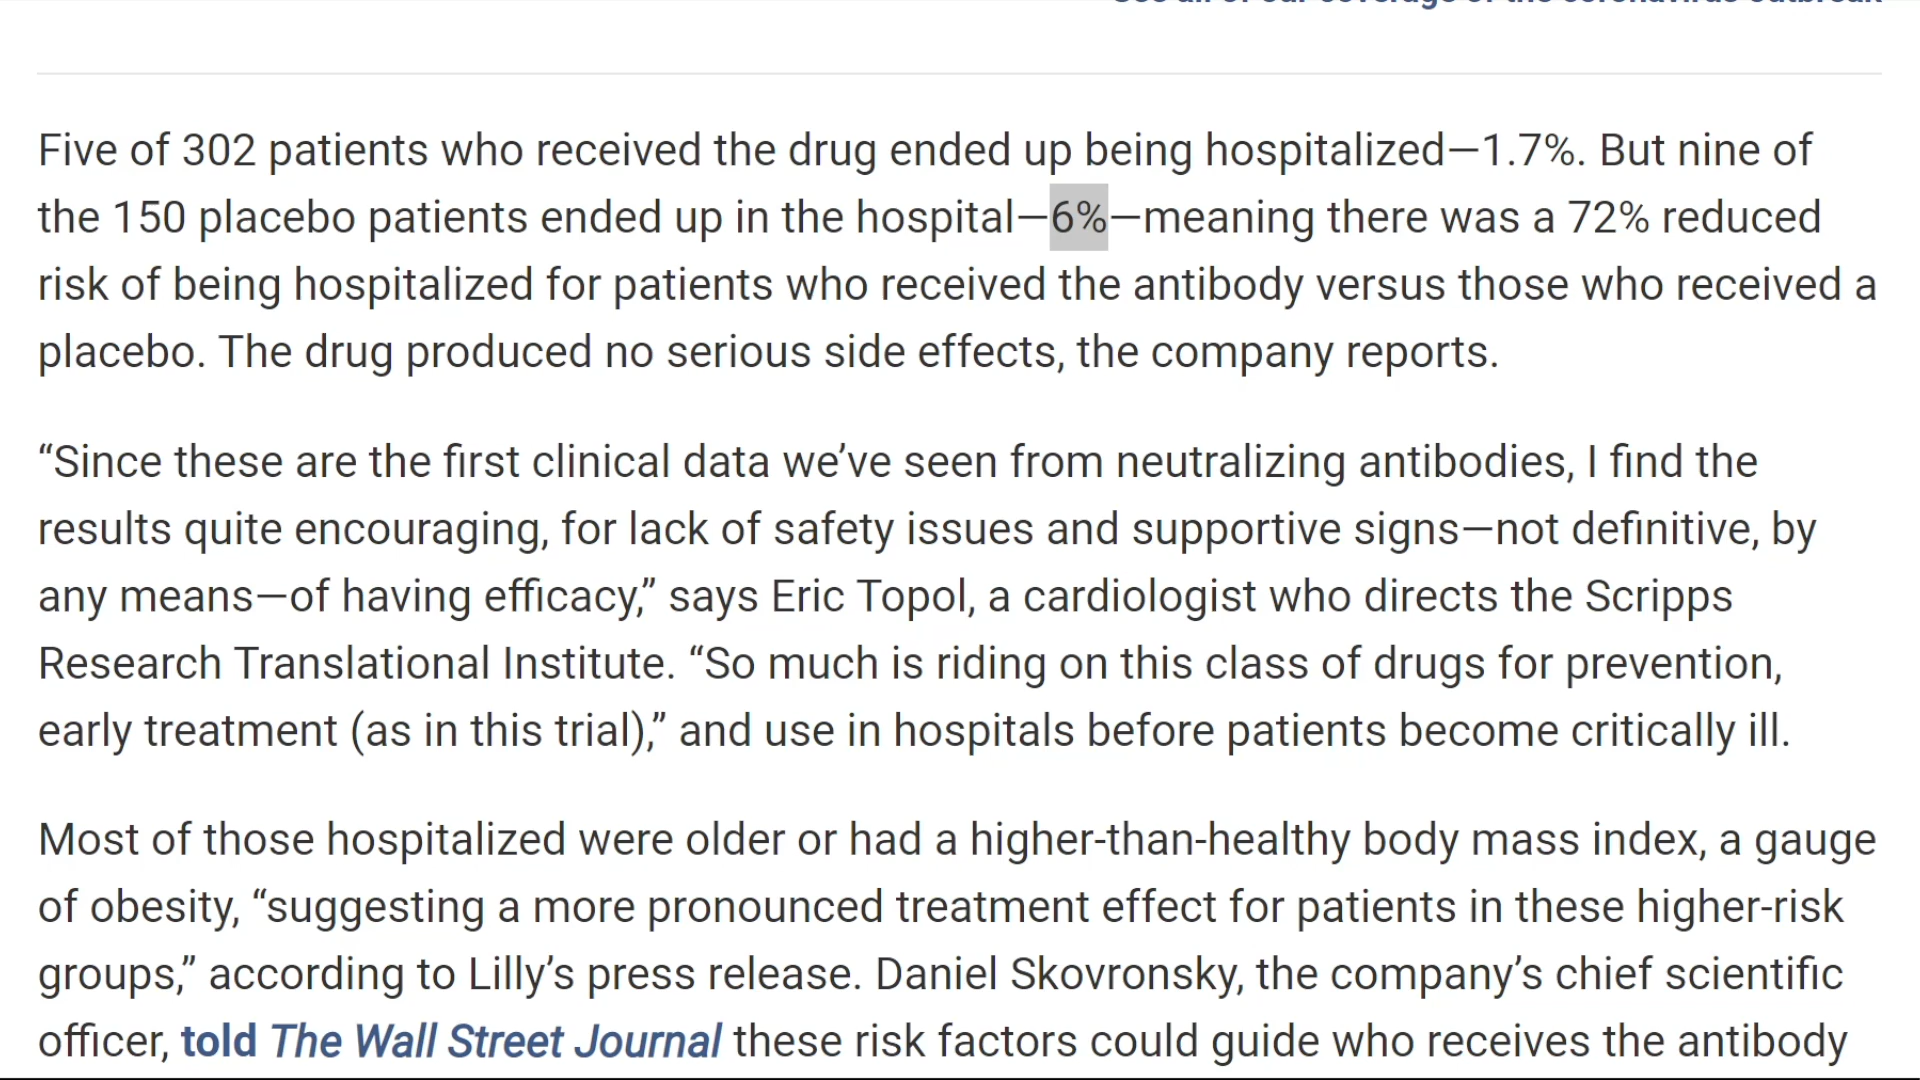 See all of our coverage of the coronavirus outbreak
Five of 302 patients who received the drug ended up being hospitalized—1.7%. But nine of
the 150 placebo patients ended up in the hospital—6%—meaning there was a 72% reduced
risk of being hospitalized for patients who received the antibody versus those who received a
placebo. The drug produced no serious side effects, the company reports.
“Since these are the first clinical data we’ve seen from neutralizing antibodies, I find the
results quite encouraging, for lack of safety issues and supportive signs—not definitive, by
any means—of having efficacy,” says Eric Topol, a cardiologist who directs the Scripps
Research Translational Institute. “So much is riding on this class of drugs for prevention,
early treatment (as in this trial),” and use in hospitals before patients become critically ill.
Most of those hospitalized were older or had a higher-than-healthy body mass index, a gauge
of obesity, “suggesting a more pronounced treatment effect for patients in these higher-risk
groups,” according to Lilly’s press release. Daniel Skovronsky, the company’s chief scientific
officer, told The Wall Street Journal these risk factors could guide who receives the antibody